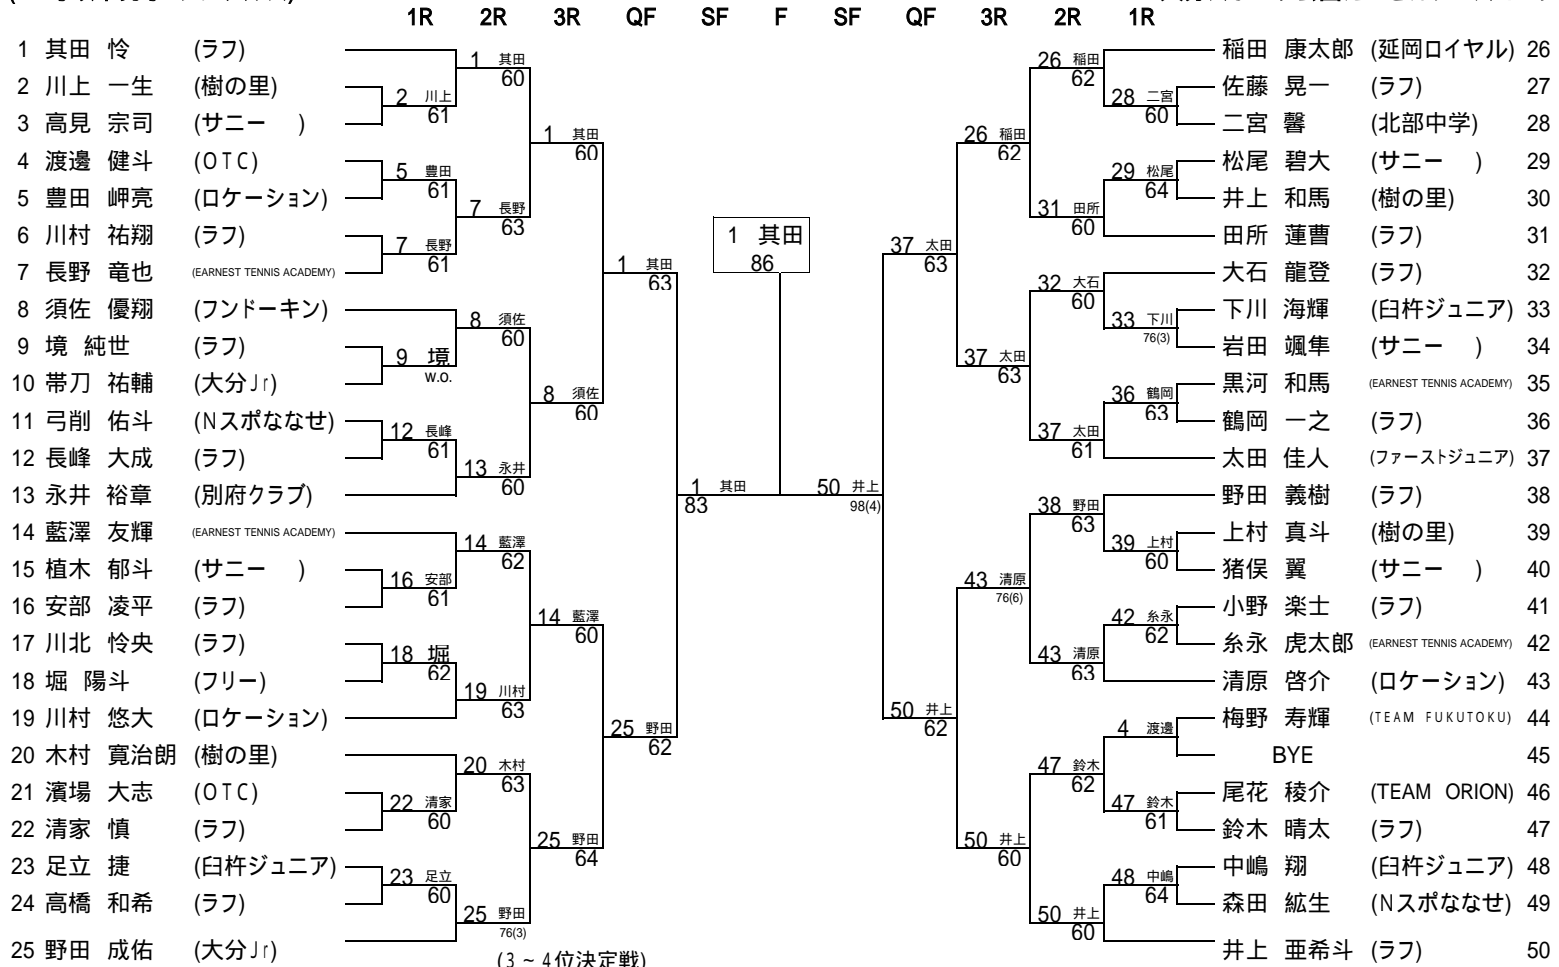 1R 2R 3R QF SF F SF QF 3R 2R 1R
1 其田 怜 (ラフ)
2 川上 一生 (樹の里)
3 高見 宗司 (サニー )
4 渡邊 健斗 (OTC)
5 豊田 岬亮 (ロケーション)
6 川村 祐翔 (ラフ)
7 長野 竜也 (EARNEST TENNIS ACADEMY)
8 須佐 優翔 (フンドーキン)
9 境 純世 (ラフ)
10 帯刀 祐輔 (大分Jr)
11 弓削 佑斗 (Nスポななせ)
12 長峰 大成 (ラフ)
13 永井 裕章 (別府クラブ)
14 藍澤 友輝 (EARNEST TENNIS ACADEMY)
15 植木 郁斗 (サニー )
16 安部 凌平 (ラフ)
17 川北 怜央 (ラフ)
18 堀 陽斗 (フリー)
19 川村 悠大 (ロケーション)
20 木村 寛治朗 (樹の里)
21 濱場 大志 (OTC)
22 清家 慎 (ラフ)
23 足立 捷 (臼杵ジュニア)
24 高橋 和希 (ラフ)
25 野田 成佑 (大分Jr)
2 川上
61
5 豊田
61
7 長野
61
9 境
w.o.
12 長峰
61
16 安部
61
18 堀
62
22 清家
60
23 足立
60
1 其田
60
7 長野
63
8 須佐
60
13 永井
60
14 藍澤
62
19 川村
63
20 木村
63
25 野田
76(3)
1 其田
60
8 須佐
60
14 藍澤
60
25 野田
64
1 其田
63
25 野田
62
1 其田
83
1 其田
86
50 井上
98(4)
37 太田
63
50 井上
62
26 稲田
62
37 太田
63
43 清原
76(6)
50 井上
60
26 稲田
62
31 田所
60
32 大石
60
37 太田
61
38 野田
63
43 清原
63
47 鈴木
62
50 井上
60
28 二宮
60
29 松尾
64
33 下川
76(3)
36 鶴岡
63
39 上村
60
42 糸永
62
4 渡邊
47 鈴木
61
48 中嶋
64
稲田 康太郎 (延岡ロイヤル) 26
佐藤 晃一 (ラフ) 27
二宮 馨 (北部中学) 28
松尾 碧大 (サニー ) 29
井上 和馬 (樹の里) 30
田所 蓮曹 (ラフ) 31
大石 龍登 (ラフ) 32
下川 海輝 (臼杵ジュニア) 33
岩田 颯隼 (サニー ) 34
黒河 和馬 (EARNEST TENNIS ACADEMY) 35
鶴岡 一之 (ラフ) 36
太田 佳人 (ファーストジュニア) 37
野田 義樹 (ラフ) 38
上村 真斗 (樹の里) 39
猪俣 翼 (サニー ) 40
小野 楽士 (ラフ) 41
糸永 虎太郎 (EARNEST TENNIS ACADEMY) 42
清原 啓介 (ロケーション) 43
梅野 寿輝 (TEAM FUKUTOKU) 44
BYE 45
尾花 稜介 (TEAM ORION) 46
鈴木 晴太 (ラフ) 47
中嶋 翔 (臼杵ジュニア) 48
森田 紘生 (Nスポななせ) 49
井上 亜希斗 (ラフ) 50
(3～4位決定戦)